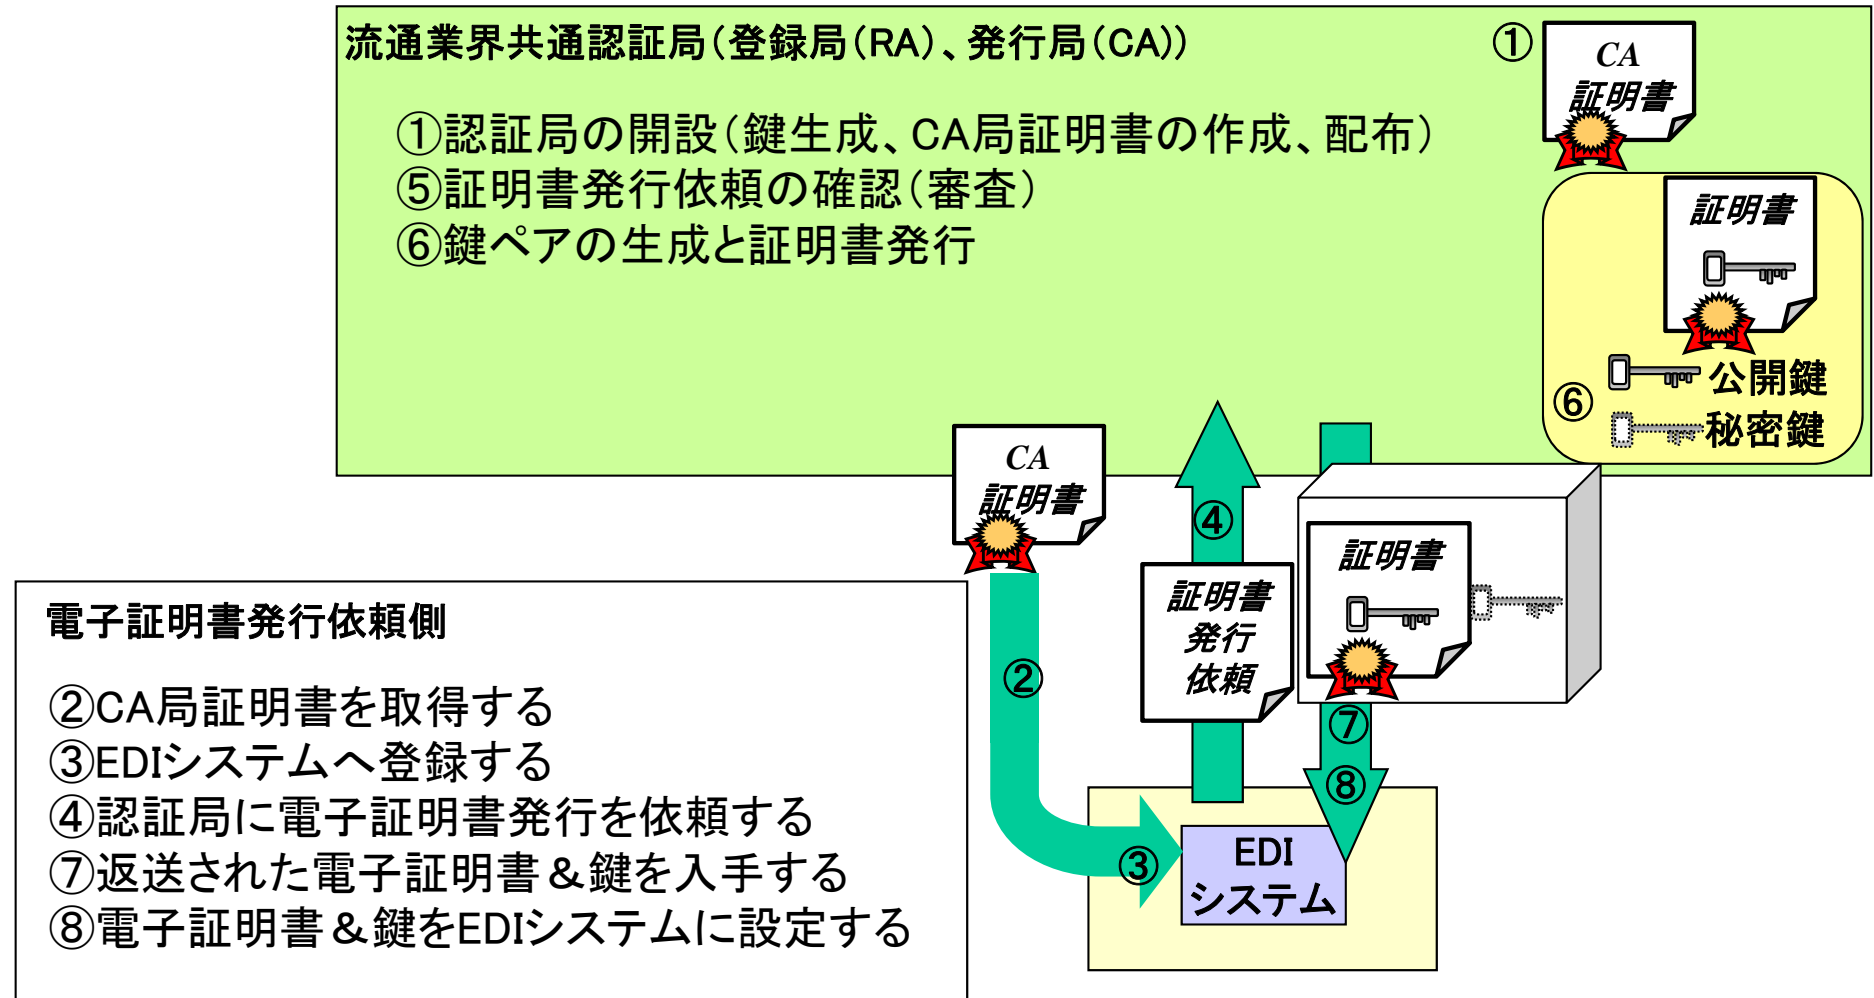 流通業界共通認証局(登録局(RA)、発行局(CA))
①認証局の開設(鍵生成、CA局証明書の作成、配布)
⑤証明書発行依頼の確認(審査)
⑥鍵ペアの生成と証明書発行
①
CA
証明書
証明書
公開鍵
⑥
秘密鍵
CA
証明書
④
証明書
証明書
発行
依頼
②
⑦
⑧
③
EDI
システム
電子証明書発行依頼側
②CA局証明書を取得する
③EDIシステムへ登録する
④認証局に電子証明書発行を依頼する
⑦返送された電子証明書&鍵を入手する
⑧電子証明書&鍵をEDIシステムに設定する